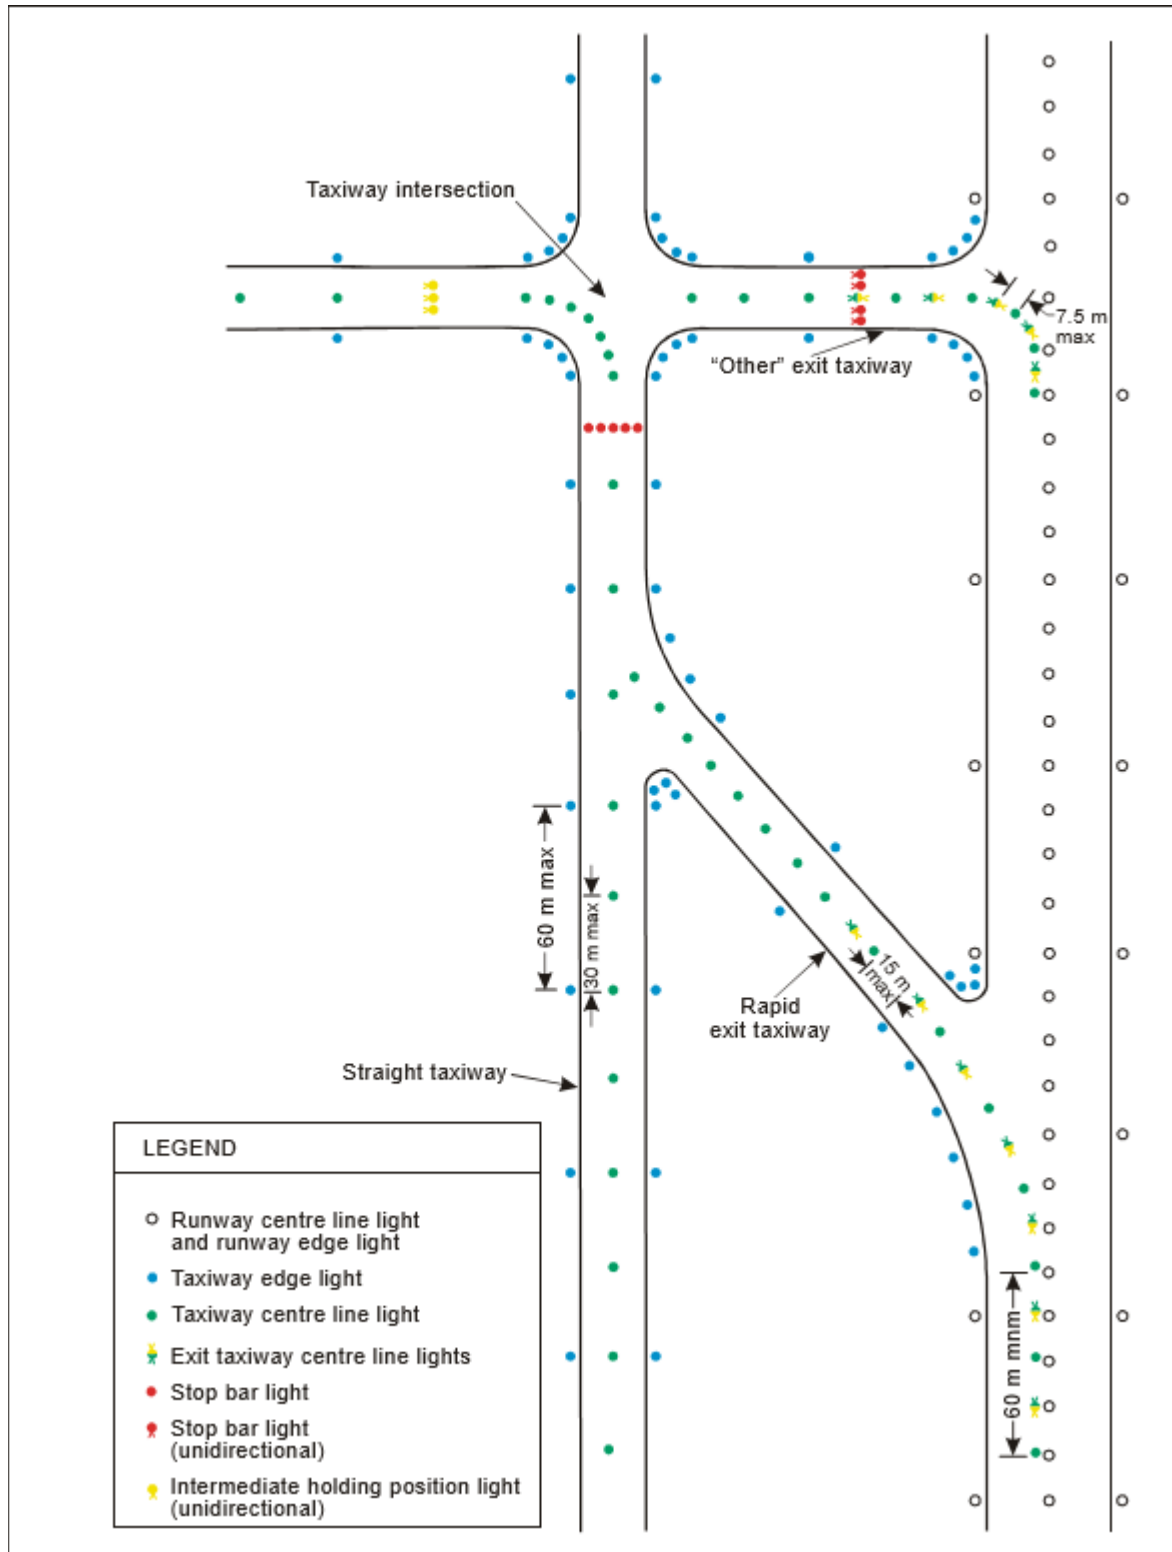 Taxiway intersection
7.5 m
max
"Other" exit taxiway
60 m max
30 m max
15 m
max
Rapid
exit taxiway
Straight taxiway
60 m mnm
LEGEND
Runway centre line light
and runway edge light
Taxiway edge light
Taxiway centre line light
Exit taxiway centre line lights
Stop bar light
Stop bar light
(unidirectional)
Intermediate holding position light
(unidirectional)